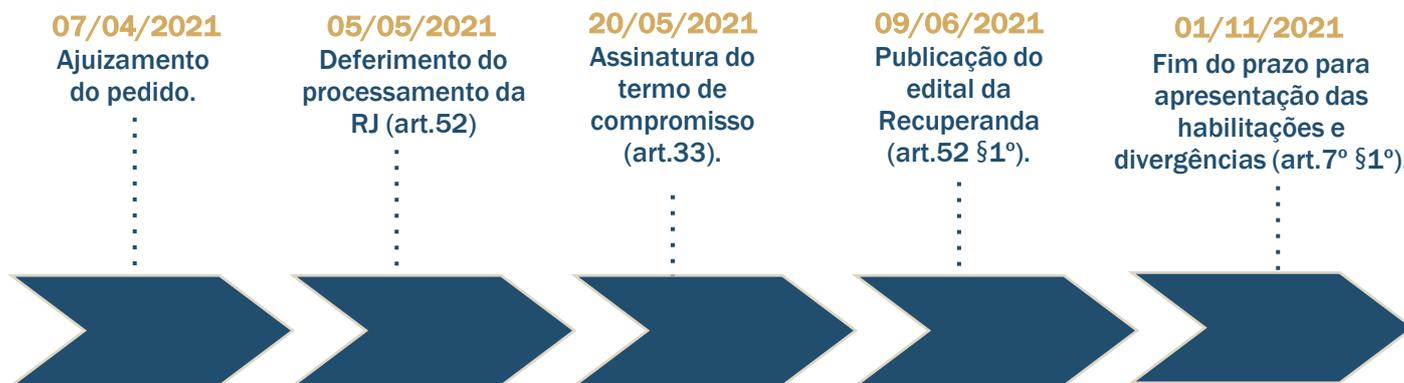 07/04/2021
Ajuizamento
do pedido.
05/05/2021
Deferimento do
processamento da
RJ (art.52)
20/05/2021
Assinatura do
termo de
compromisso
(art.33).
09/06/2021
Publicação do
edital da
Recuperanda
(art.52 §1º).
01/11/2021
Fim do prazo para
apresentação das
habilitações e
divergências (art.7º §1º).